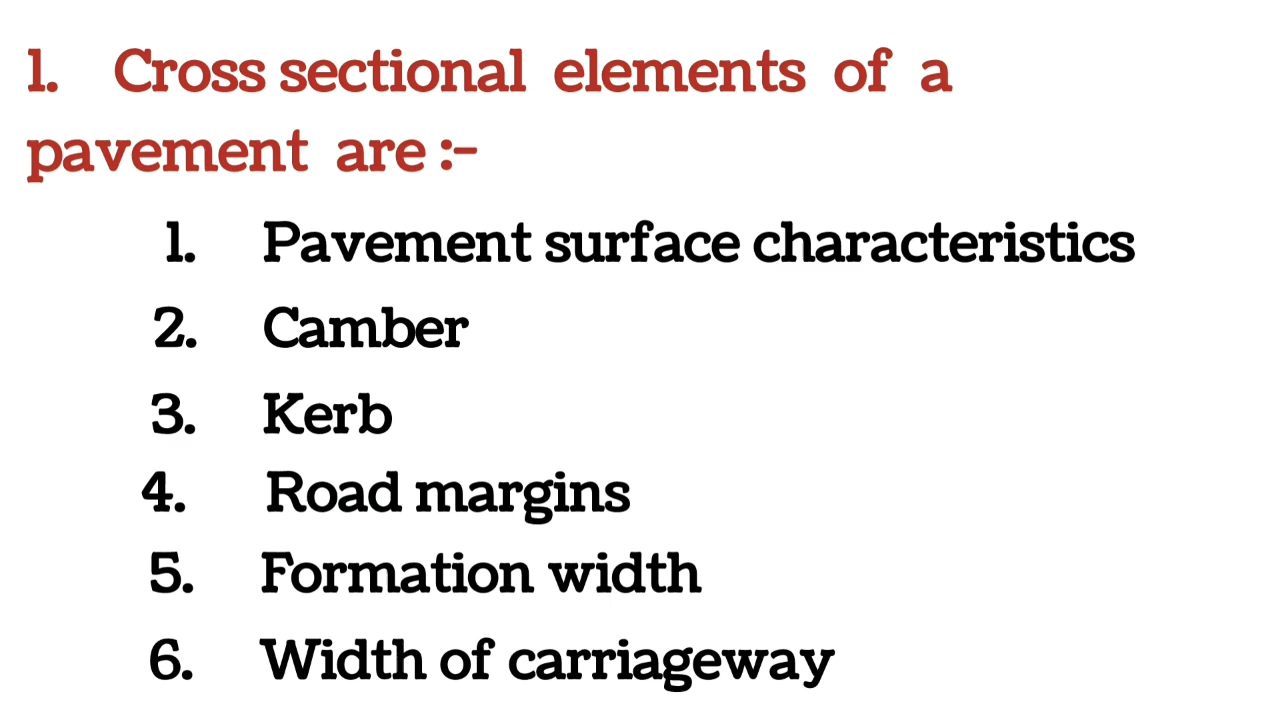 1. Cross sectional elements of a
pavement are :-
1. Pavement surface characteristics
2. Camber
3. Kerb
4. Road margins
5. Formation width
6. Width of carriageway